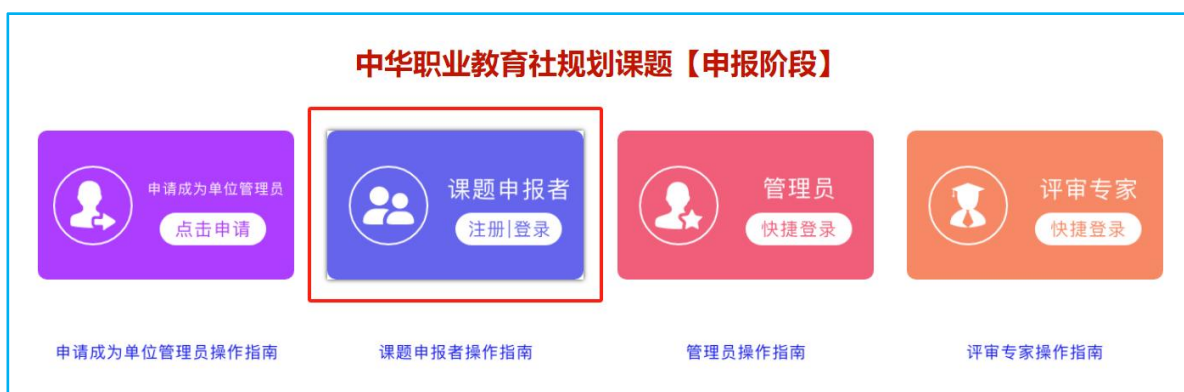 中华职业教育社规划课题【申报阶段】
申请成为单位管理员
点击申请
课题申报者
注册|登录
管理员
快捷登录
评审专家
快捷登录
申请成为单位管理员操作指南
课题申报者操作指南
管理员操作指南
评审专家操作指南